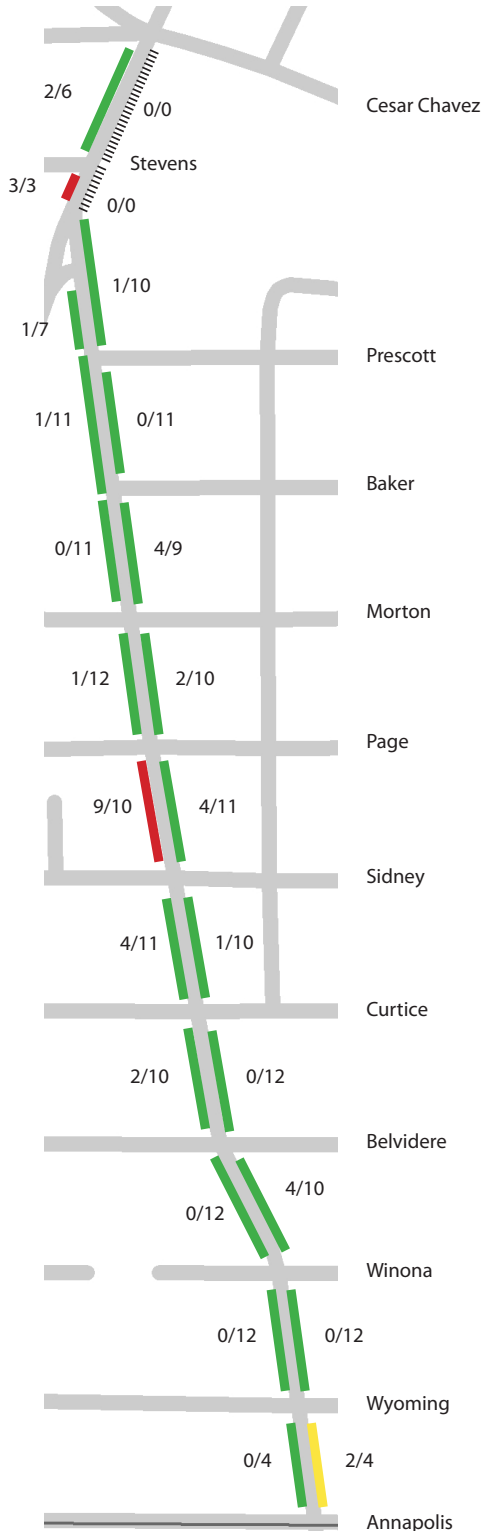 2/6
Cesar Chavez
0/0
Stevens
3/3
0/0
1/10
1/7
Prescott
1/11
0/11
Baker
0/11
4/9
Morton
1/12
2/10
Page
9/10
4/11
Sidney
4/11
1/10
Curtice
2/10
0/12
Belvidere
4/10
0/12
Winona
0/12
0/12
Wyoming
0/4
2/4
Annapolis